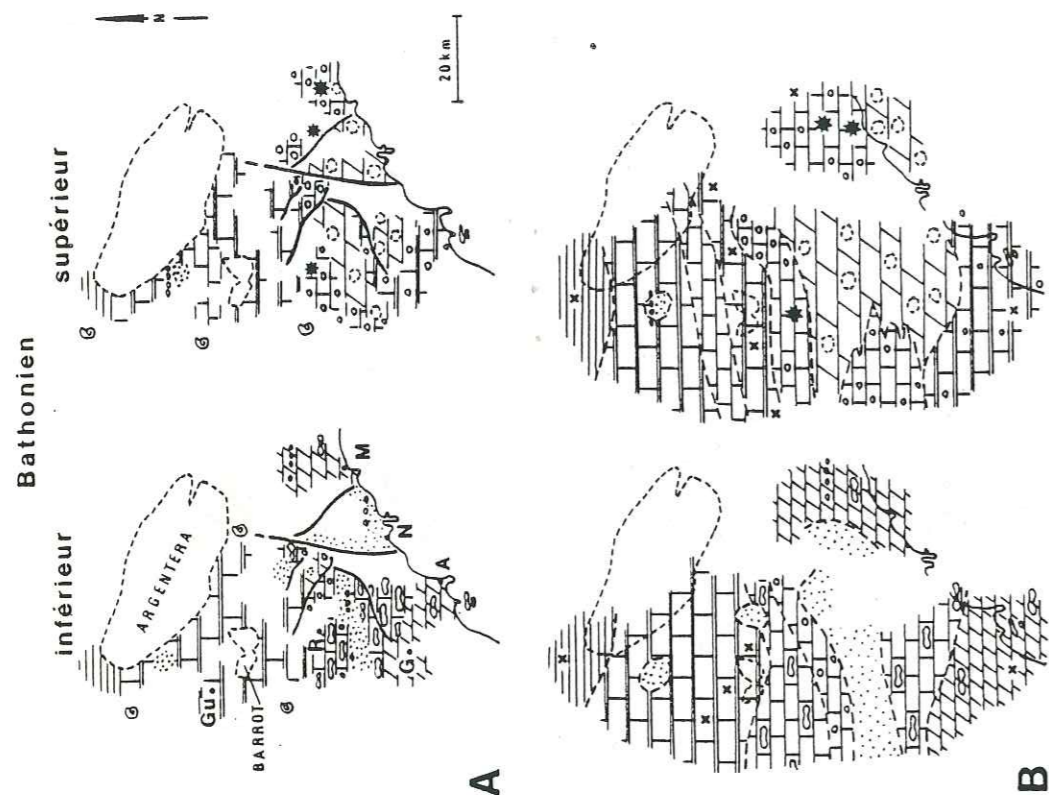 Bathonien
inférieur
supérieur
N
20 km
ARGENTERA
Gu.
BARROT
R.
G.
A
N
M
A
B